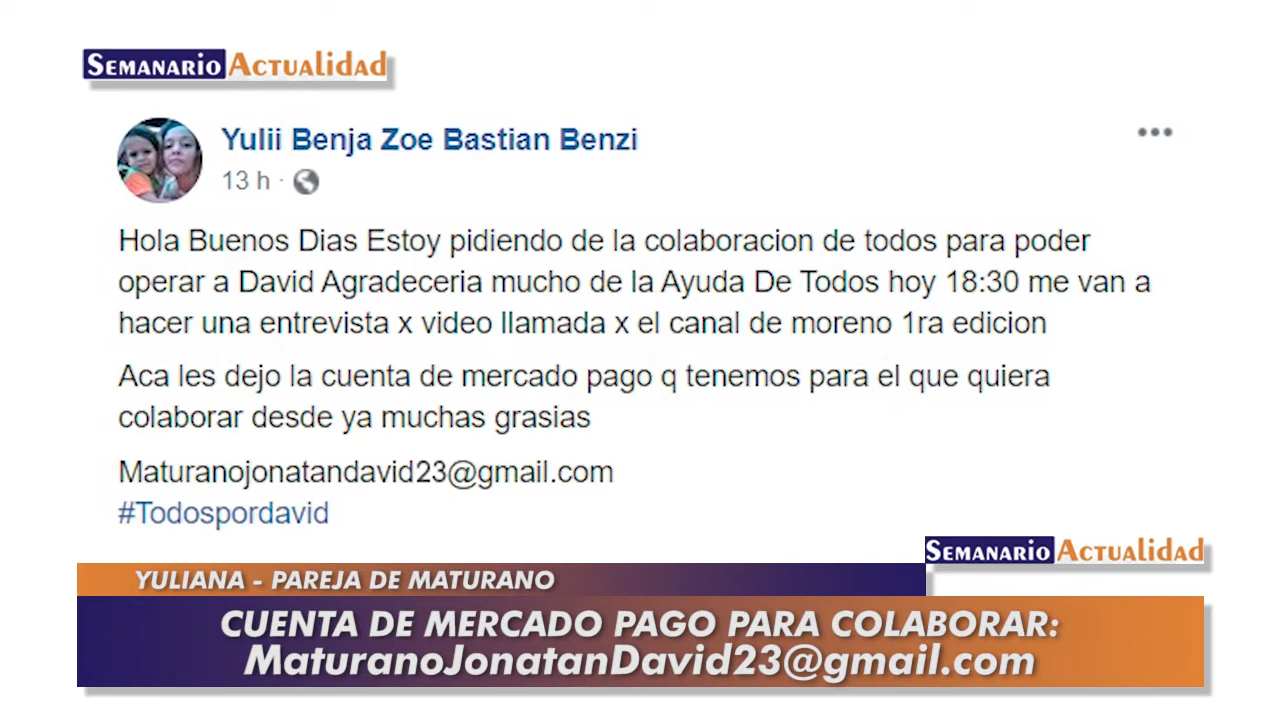 SEMANARIO ACTUALIDAD
Yulii Benja Zoe Bastian Benzi
13 h ·
Hola Buenos Dias Estoy pidiendo de la colaboracion de todos para poder
operar a David Agradeceria mucho de la Ayuda De Todos hoy 18:30 me van a
hacer una entrevista x video llamada x el canal de moreno 1ra edicion
Aca les dejo la cuenta de mercado pago q tenemos para el que quiera
colaborar desde ya muchas grasias
Maturanojonatandavid23@gmail.com
#Todospordavid
SEMANARIO ACTUALIDAD
YULIANA - PAREJA DE MATURANO
CUENTA DE MERCADO PAGO PARA COLABORAR:
MaturanoJonatanDavid23@gmail.com